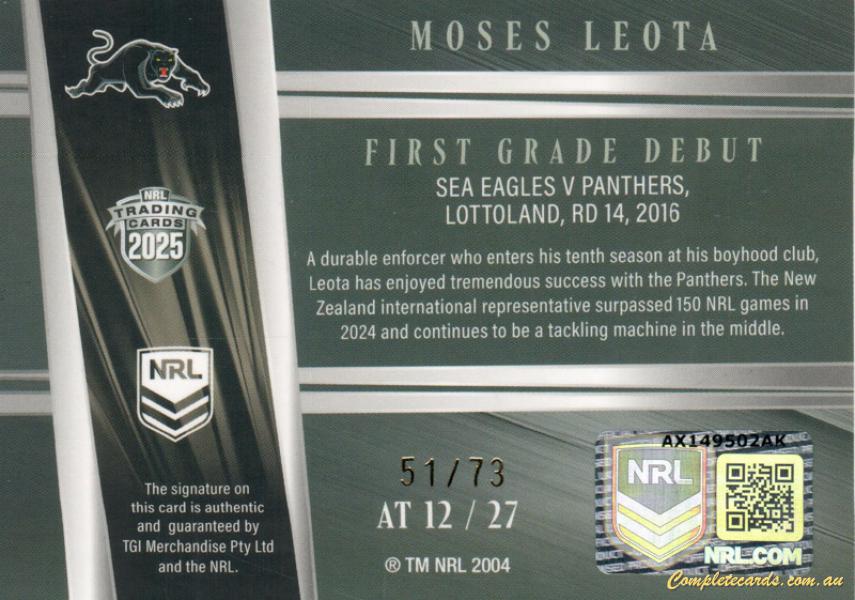 MOSES LEOTA
FIRST GRADE DEBUT
SEA EAGLES V PANTHERS,
LOTTOLAND, RD 14, 2016
A durable enforcer who enters his tenth season at his boyhood club,
Leota has enjoyed tremendous success with the Panthers. The New
Zealand international representative surpassed 150 NRL games in
2024 and continues to be a tackling machine in the middle.
NRL
TRADING
CARDS
2025
NRL
The signature on
this card is authentic
and guaranteed by
TGI Merchandise Pty Ltd
and the NRL.
51/73
AT 12 / 27
® TM NRL 2004
AX149502AK
NRL
NRL.COM
Completecards.com.au